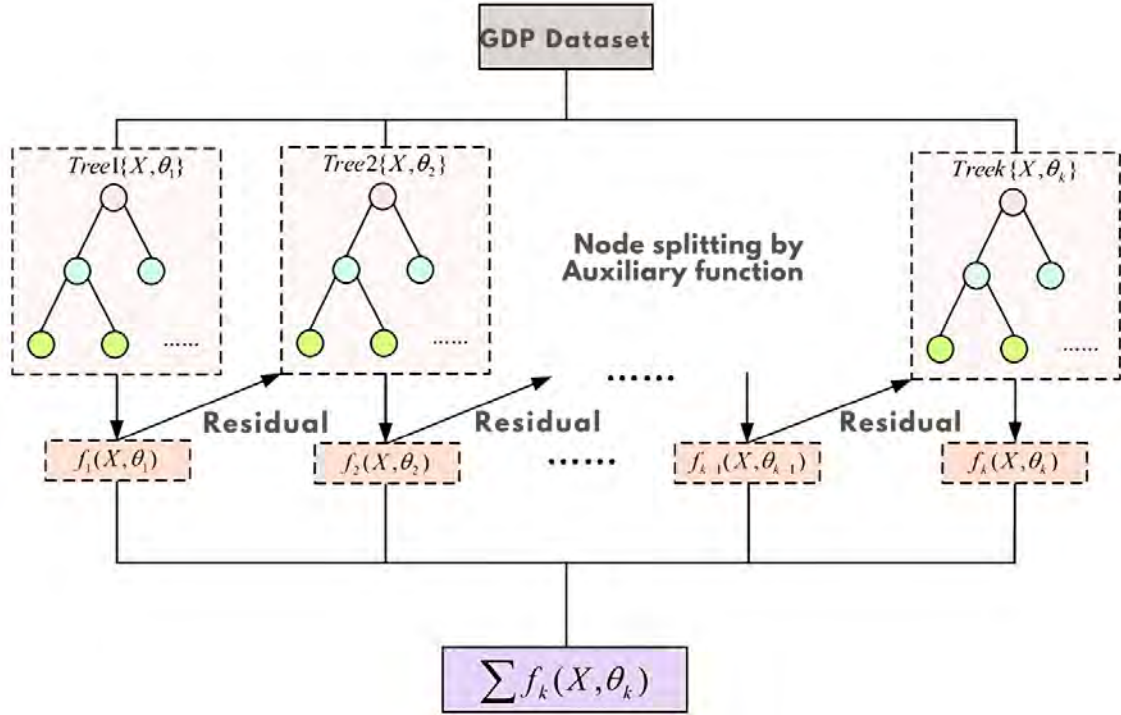 GDP Dataset
Tree1{X,θ₁}
Tree2{X,θ₂}
Treek{X,θₖ}
Node splitting by
Auxiliary function
......
......
......
......
Residual
Residual
Residual
f₁(X,θ₁)
f₂(X,θ₂)
......
fₖ₋₁(X,θₖ₋₁)
fₖ(X,θₖ)
∑fₖ(X,θₖ)